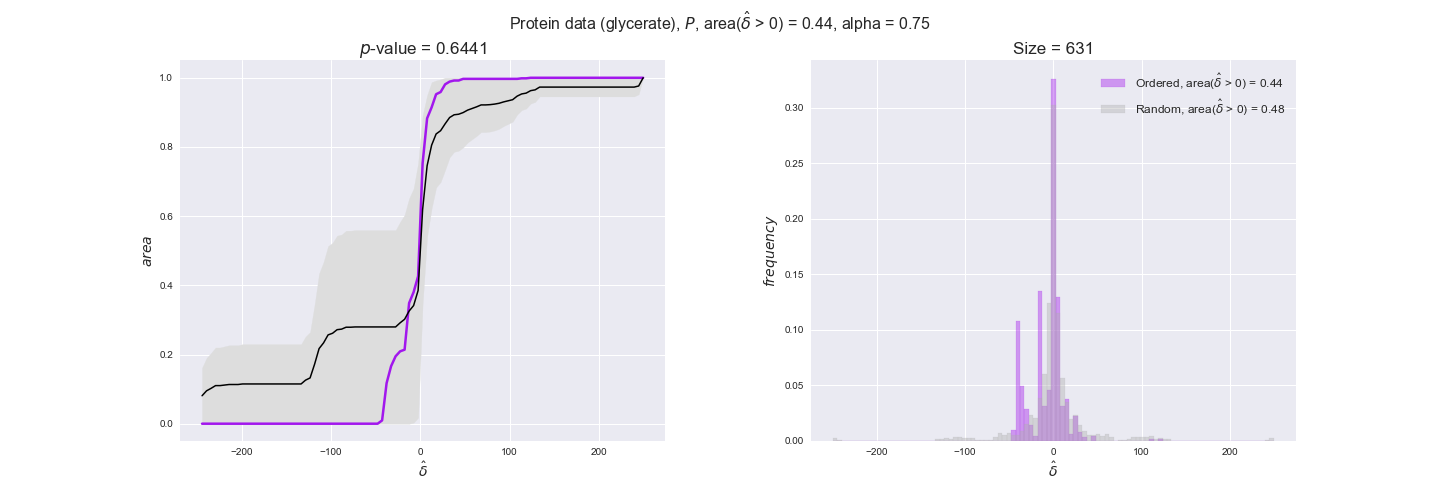 Protein data (glycerate), P, area(δ̂ > 0) = 0.44, alpha = 0.75
p-value = 0.6441
1.0
0.8
0.6
0.4
0.2
0.0
area
−200
−100
0
100
200
δ̂
Size = 631
Ordered, area(δ̂ > 0) = 0.44
Random, area(δ̂ > 0) = 0.48
0.30
0.25
0.20
0.15
0.10
0.05
0.00
frequency
−200
−100
0
100
200
δ̂